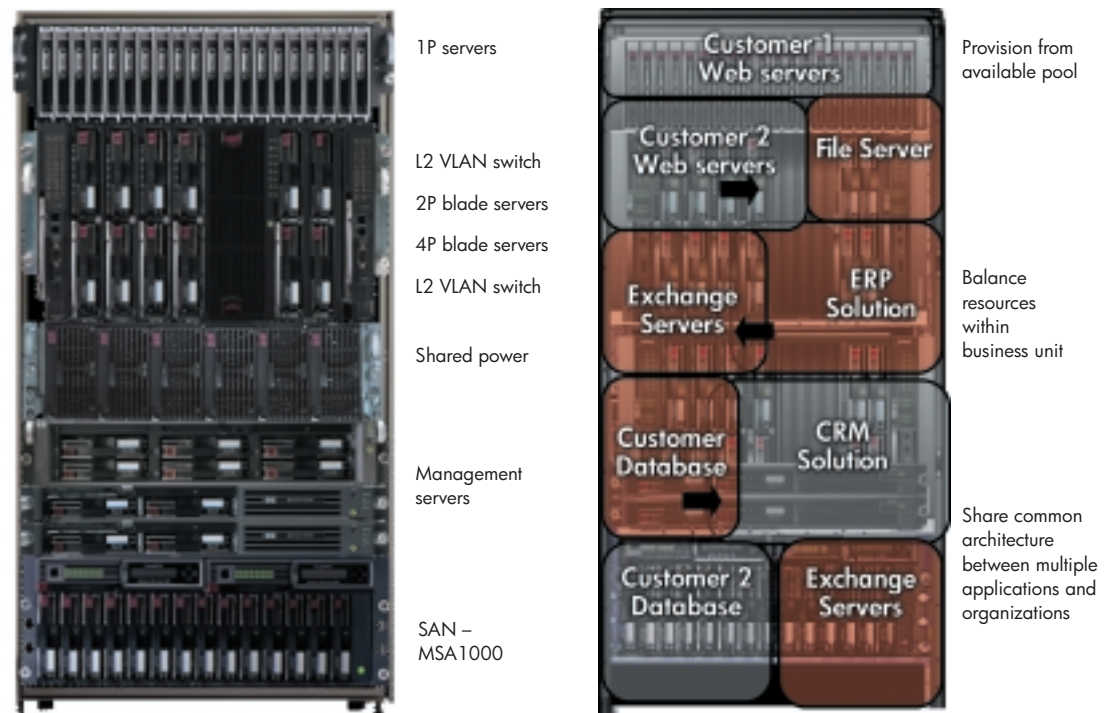 1P servers
L2 VLAN switch
2P blade servers
4P blade servers
L2 VLAN switch
Shared power
Management
servers
SAN –
MSA1000
Customer 1
Web servers
Customer 2
Web servers
File Server
Exchange
Servers
ERP
Solution
Customer
Database
CRM
Solution
Customer 2
Database
Exchange
Servers
Provision from
available pool
Balance
resources
within
business unit
Share common
architecture
between multiple
applications and
organizations